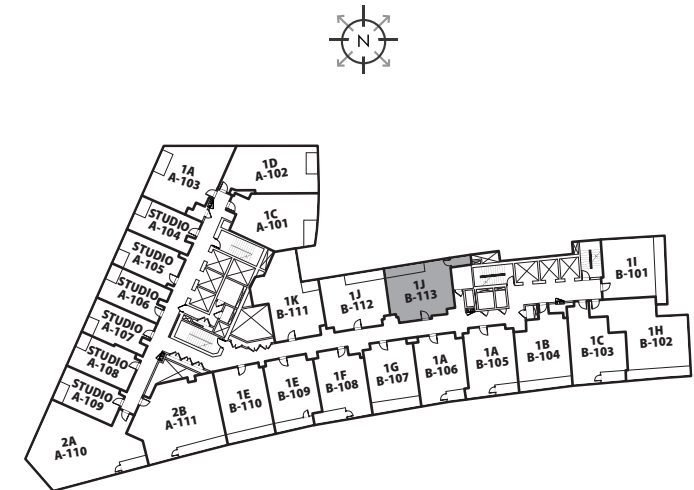 N
1A
A-103
1D
A-102
1C
A-101
STUDIO
A-104
STUDIO
A-105
STUDIO
A-106
STUDIO
A-107
STUDIO
A-108
STUDIO
A-109
2A
A-110
2B
A-111
1K
B-111
1J
B-112
1J
B-113
1I
B-101
1E
B-110
1E
B-109
1F
B-108
1G
B-107
1A
B-106
1A
B-105
1B
B-104
1C
B-103
1H
B-102